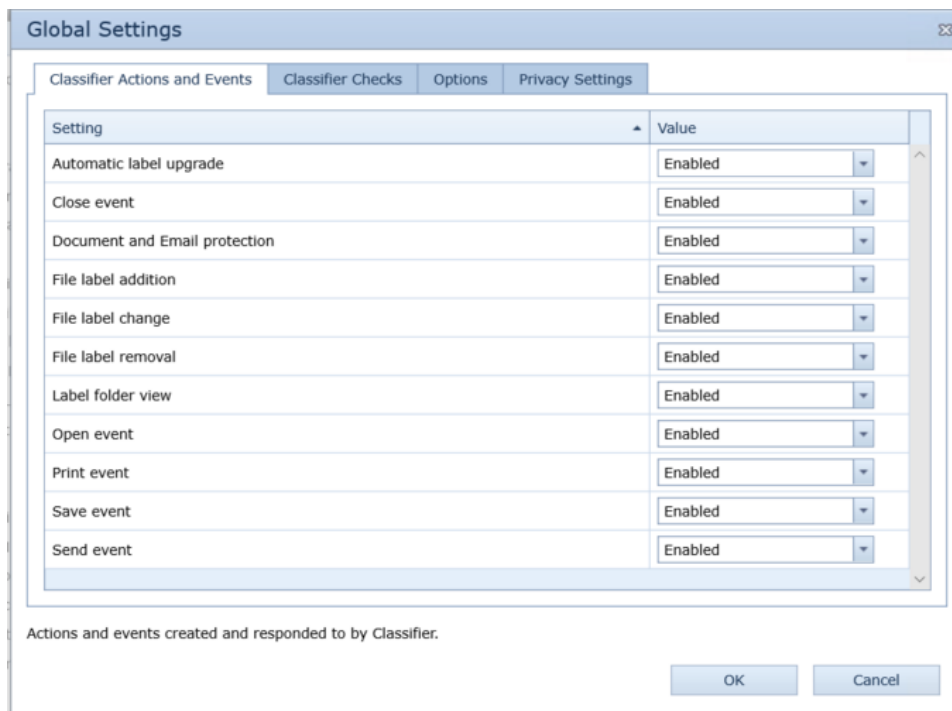 Global Settings
Classifier Actions and Events Classifier Checks Options Privacy Settings
Setting Value
Automatic label upgrade Enabled
Close event Enabled
Document and Email protection Enabled
File label addition Enabled
File label change Enabled
File label removal Enabled
Label folder view Enabled
Open event Enabled
Print event Enabled
Save event Enabled
Send event Enabled
Actions and events created and responded to by Classifier.
OK Cancel